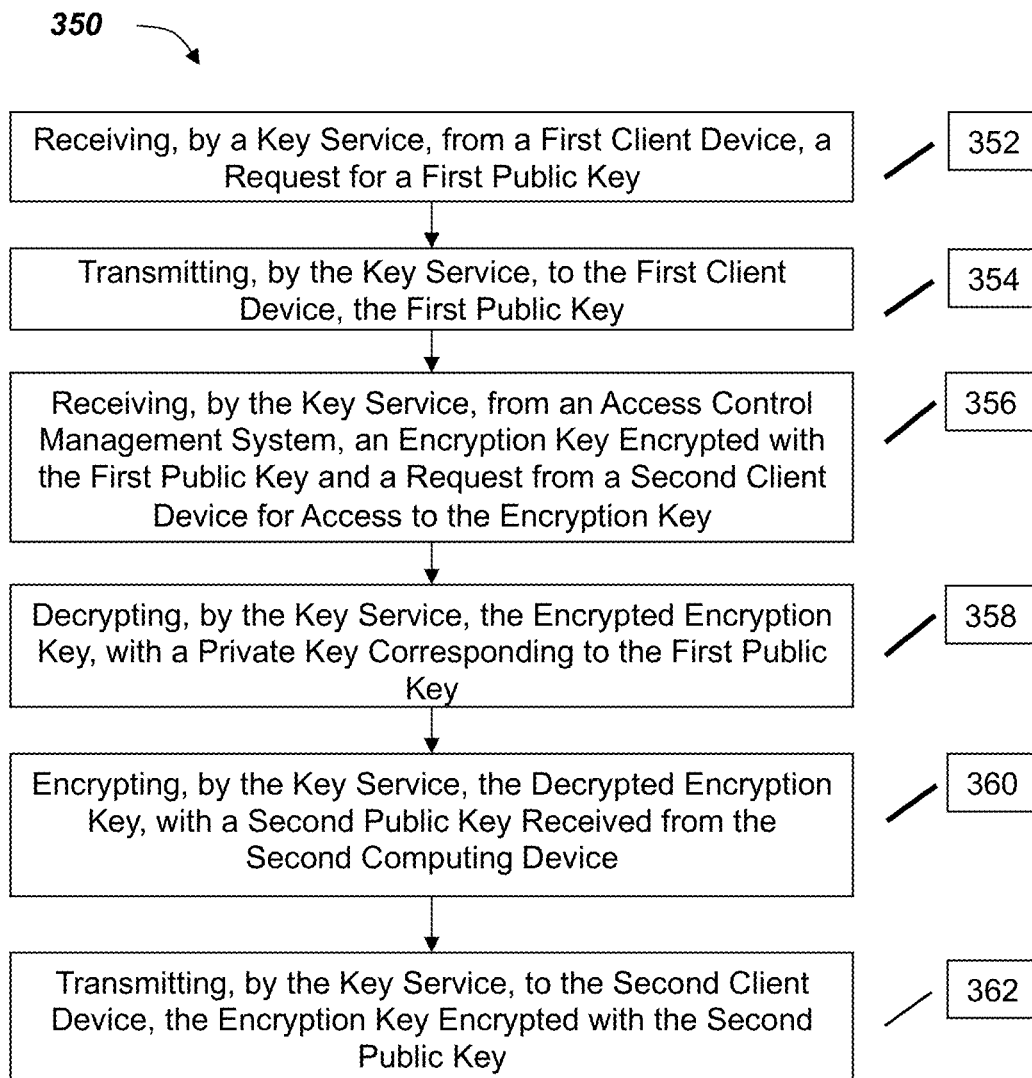 350
Receiving, by a Key Service, from a First Client Device, a
Request for a First Public Key
352
Transmitting, by the Key Service, to the First Client
Device, the First Public Key
354
Receiving, by the Key Service, from an Access Control
Management System, an Encryption Key Encrypted with
the First Public Key and a Request from a Second Client
Device for Access to the Encryption Key
356
Decrypting, by the Key Service, the Encrypted Encryption
Key, with a Private Key Corresponding to the First Public
Key
358
Encrypting, by the Key Service, the Decrypted Encryption
Key, with a Second Public Key Received from the
Second Computing Device
360
Transmitting, by the Key Service, to the Second Client
Device, the Encryption Key Encrypted with the Second
Public Key
362